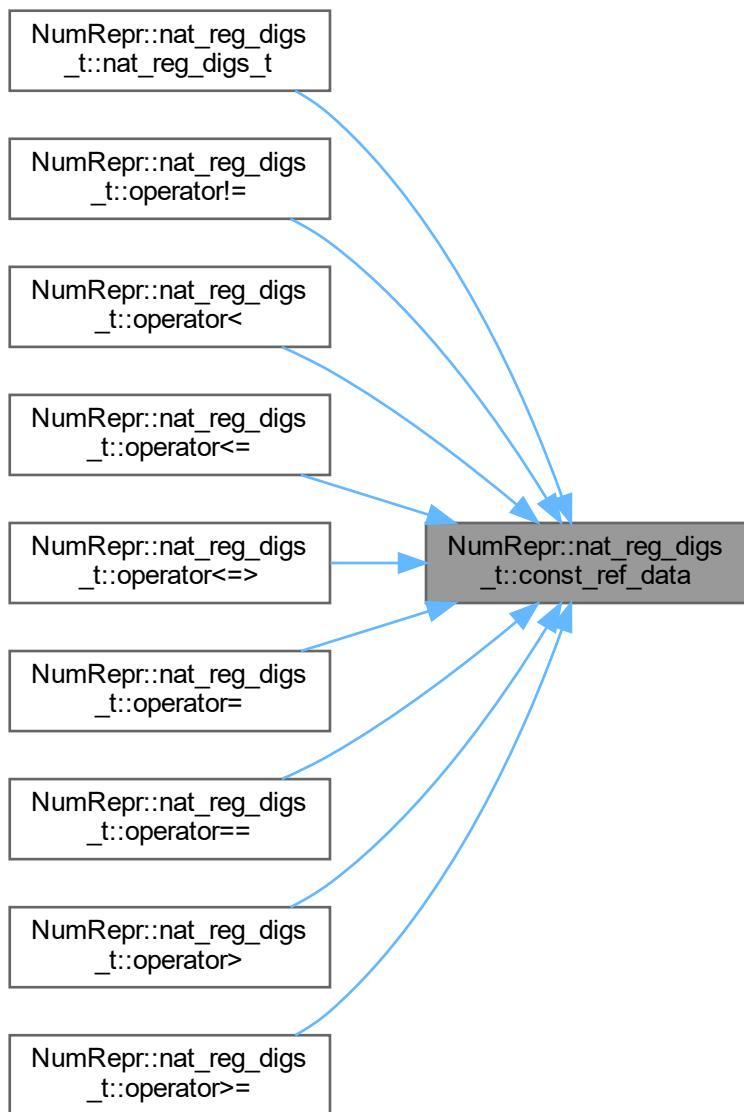 NumRepr::nat_reg_digs
_t::nat_reg_digs_t
NumRepr::nat_reg_digs
_t::operator!=
NumRepr::nat_reg_digs
_t::operator<
NumRepr::nat_reg_digs
_t::operator<=
NumRepr::nat_reg_digs
_t::operator<=>
NumRepr::nat_reg_digs
_t::const_ref_data
NumRepr::nat_reg_digs
_t::operator=
NumRepr::nat_reg_digs
_t::operator==
NumRepr::nat_reg_digs
_t::operator>
NumRepr::nat_reg_digs
_t::operator>=